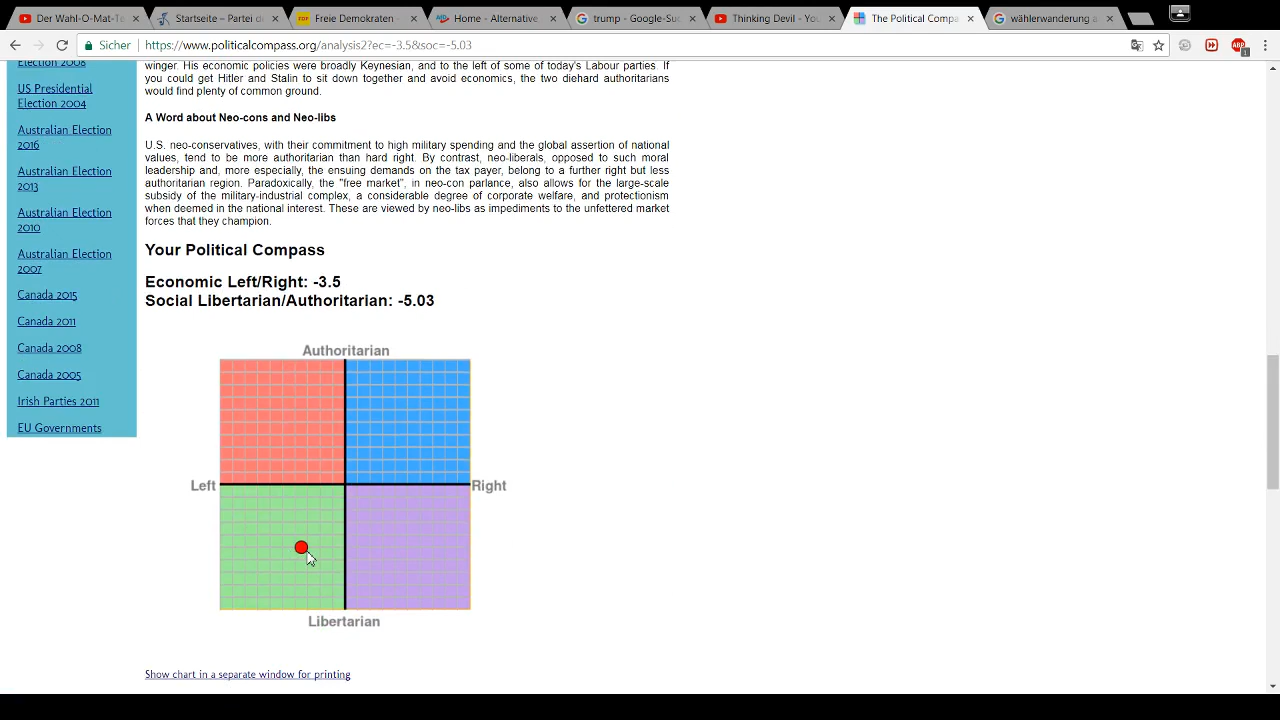 Der Wahl-O-Mat-Te
Startseite – Partei de
Freie Demokraten -
Home - Alternative
trump - Google-Suc
Thinking Devil - You
The Political Compa
wählerwanderung a
Sicher
https://www.politicalcompass.org/analysis2?ec=-3.5&soc=-5.03
Election 2008
US Presidential
Election 2004
Australian Election
2016
Australian Election
2013
Australian Election
2010
Australian Election
2007
Canada 2015
Canada 2011
Canada 2008
Canada 2005
Irish Parties 2011
EU Governments
winger. His economic policies were broadly Keynesian, and to the left of some of today's Labour parties. If
you could get Hitler and Stalin to sit down together and avoid economics, the two diehard authoritarians
would find plenty of common ground.
A Word about Neo-cons and Neo-libs
U.S. neo-conservatives, with their commitment to high military spending and the global assertion of national
values, tend to be more authoritarian than hard right. By contrast, neo-liberals, opposed to such moral
leadership and, more especially, the ensuing demands on the tax payer, belong to a further right but less
authoritarian region. Paradoxically, the "free market", in neo-con parlance, also allows for the large-scale
subsidy of the military-industrial complex, a considerable degree of corporate welfare, and protectionism
when deemed in the national interest. These are viewed by neo-libs as impediments to the unfettered market
forces that they champion.
Your Political Compass
Economic Left/Right: -3.5
Social Libertarian/Authoritarian: -5.03
Authoritarian
Left
Right
Libertarian
Show chart in a separate window for printing